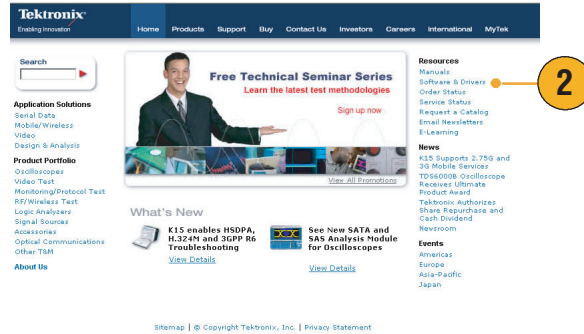 Tektronix
Enabling Innovation
Home Products Support Buy Contact Us Investors Careers International MyTek
Search
Application Solutions
Serial Data
Mobile/Wireless
Video
Design & Analysis
Product Portfolio
Oscilloscopes
Video Test
Monitoring/Protocol Test
RF/Wireless Test
Logic Analyzers
Signal Sources
Accessories
Optical Communications
Other T&M
About Us
Free Technical Seminar Series
Learn the latest test methodologies
Sign up now
View All Promotions
What's New
K15 enables HSDPA,
H.324M and 3GPP R6
Troubleshooting
View Details
See New SATA and
SAS Analysis Module
for Oscilloscopes
View Details
Resources
Manuals
Software & Drivers
Order Status
Service Status
Request a Catalog
Email Newsletters
E-Learning
News
K15 Supports 2.75G and
3G Mobile Services
TDS6000B Oscilloscope
Receives Ultimate
Product Award
Tektronix Authorizes
Share Repurchase and
Cash Dividend
Newsroom
Events
Americas
Europe
Asia-Pacific
Japan
2
Sitemap | © Copyright Tektronix, Inc. | Privacy Statement